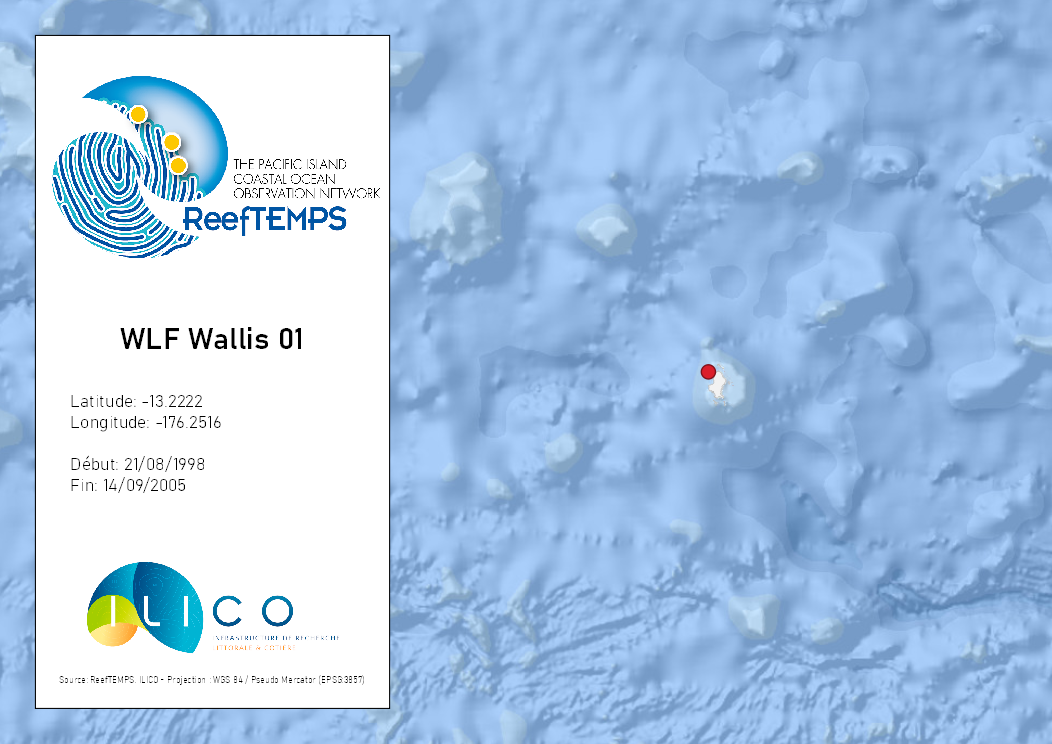 THE PACIFIC ISLAND
COASTAL OCEAN
OBSERVATION NETWORK
ReefTEMPS
WLF Wallis 01
Latitude: -13.2222
Longitude: -176.2516
Début: 21/08/1998
Fin: 14/09/2005
ILICO
INFRASTRUCTURE DE RECHERCHE
LITTORALE & CÔTIÈRE
Source: ReefTEMPS, ILICO - Projection : WGS 84 / Pseudo Mercator (EPSG:3857)